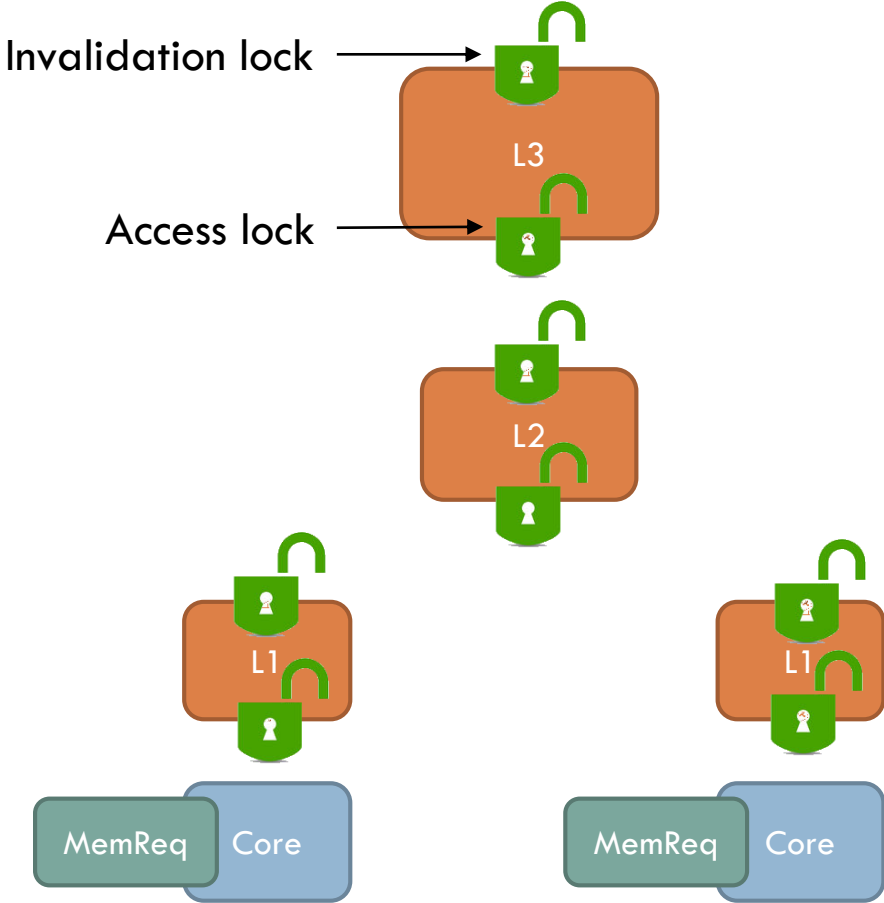 Invalidation lock
L3
Access lock
L2
L1
L1
MemReq
Core
MemReq
Core